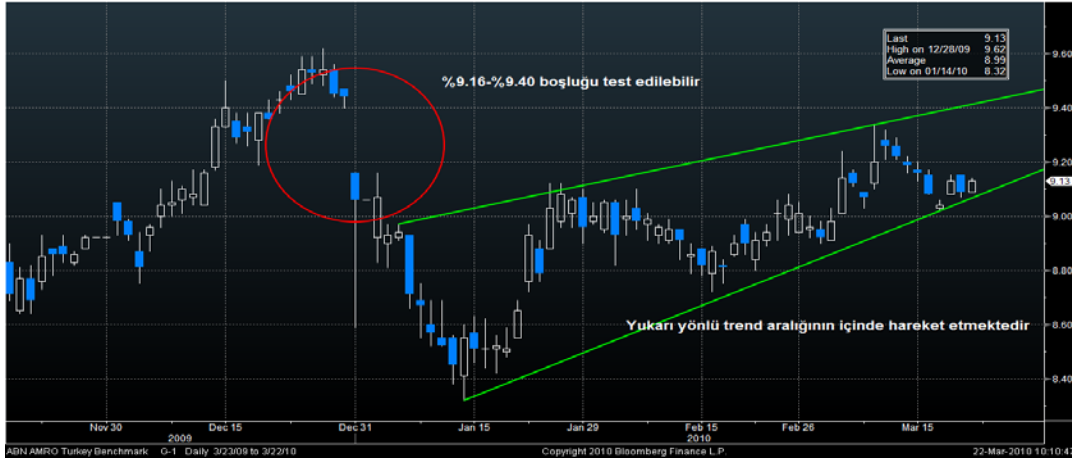 Last 9.13
High on 12/28/09 9.62
Average 8.99
Low on 01/14/10 8.32
9.60
%9.16-%9.40 boşluğu test edilebilir
9.40
9.20
9.13
9.00
8.80
Yukarı yönlü trend aralığının içinde hareket etmektedir
8.60
8.40
Nov 30 Dec 15 Dec 31 Jan 15 Jan 29 Feb 15 Feb 26 Mar 15
2009 2010
ABN AMRO Turkey Benchmark G-1 Daily 3/23/09 to 3/22/10 Copyright 2010 Bloomberg Finance L.P. 22-Mar-2010 10:10:47